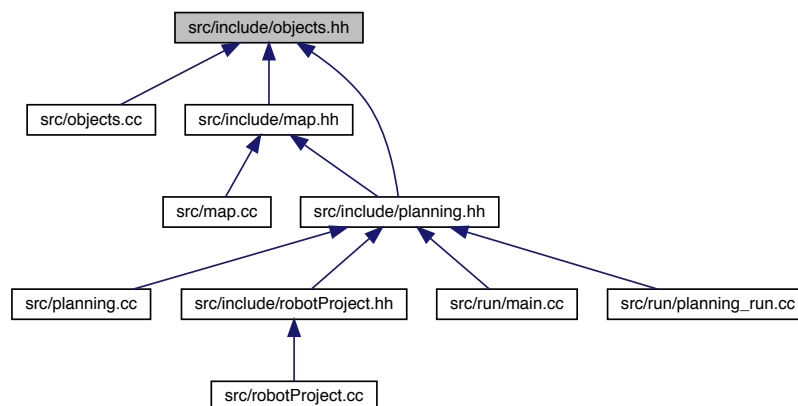 src/include/objects.hh
src/objects.cc
src/include/map.hh
src/map.cc
src/include/planning.hh
src/planning.cc
src/include/robotProject.hh
src/run/main.cc
src/run/planning_run.cc
src/robotProject.cc